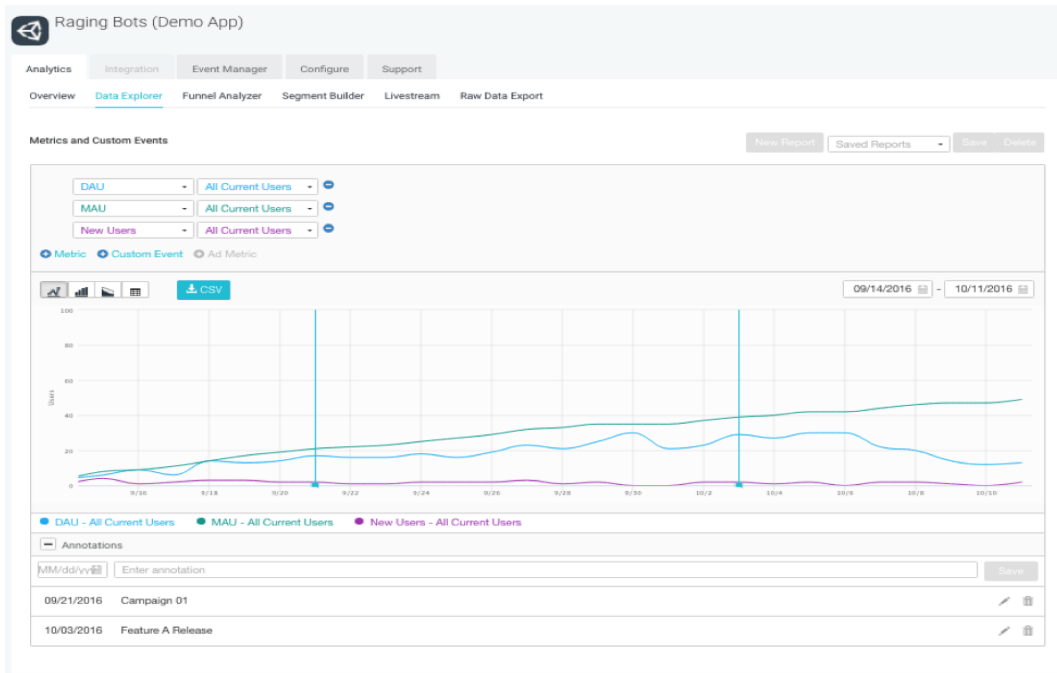 Raging Bots (Demo App)
Analytics Integration Event Manager Configure Support
Overview Data Explorer Funnel Analyzer Segment Builder Livestream Raw Data Export
Metrics and Custom Events
New Report Saved Reports Save Delete
DAU All Current Users
MAU All Current Users
New Users All Current Users
Metric Custom Event Ad Metric
CSV 09/14/2016 - 10/11/2016
100
80
60
Users
40
20
0
9/16 9/18 9/20 9/22 9/24 9/26 9/28 9/30 10/2 10/4 10/6 10/8 10/10
DAU - All Current Users MAU - All Current Users New Users - All Current Users
Annotations
MM/dd/yy Enter annotation Save
09/21/2016 Campaign 01
10/03/2016 Feature A Release